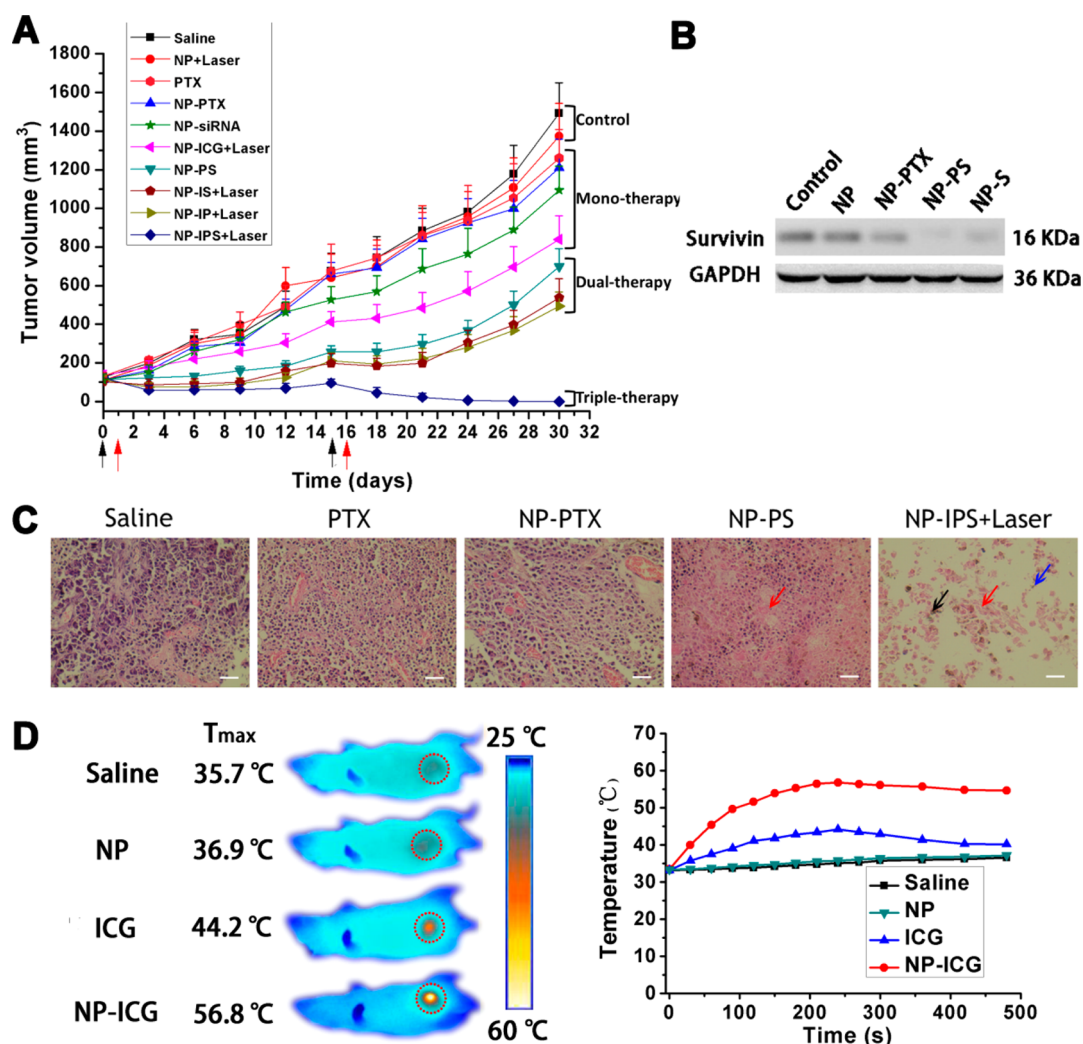 A
Saline
NP+Laser
PTX
NP-PTX
NP-siRNA
NP-ICG+Laser
NP-PS
NP-IS+Laser
NP-IP+Laser
NP-IPS+Laser
Tumor volume (mm³)
1800
1600
1400
1200
1000
800
600
400
200
0
Control
Mono-therapy
Dual-therapy
Triple-therapy
0 2 4 6 8 10 12 14 16 18 20 22 24 26 28 30 32
Time (days)
B
Control NP NP-PTX NP-PS NP-S
Survivin 16 KDa
GAPDH 36 KDa
C
Saline PTX NP-PTX NP-PS NP-IPS+Laser
D
Tmax
Saline 35.7 ℃
NP 36.9 ℃
ICG 44.2 ℃
NP-ICG 56.8 ℃
25 ℃
60 ℃
Temperature (℃)
70
60
50
40
30
20
10
0
Saline
NP
ICG
NP-ICG
0 100 200 300 400 500
Time (s)